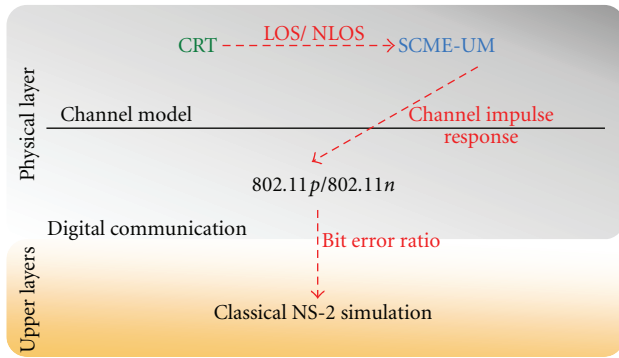 LOS/ NLOS
CRT
SCME-UM
Physical layer
Channel model
Channel impulse
response
802.11p/802.11n
Digital communication
Bit error ratio
Upper layers
Classical NS-2 simulation